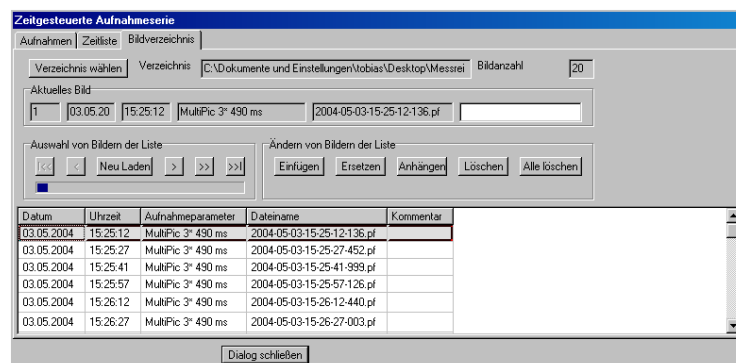 Zeitgesteuerte Aufnahmeserie
Aufnahmen Zeitliste Bildverzeichnis
Verzeichnis wählen Verzeichnis C:\Dokumente und Einstellungen\tobias\Desktop\Messrei Bildanzahl 20
Aktuelles Bild
1 03.05.20 15:25:12 MultiPic 3* 490 ms 2004-05-03-15-25-12-136.pf
Auswahl von Bildern der Liste Ändern von Bildern der Liste
|<< < Neu Laden > >> >>| Einfügen Ersetzen Anhängen Löschen Alle löschen
Datum Uhrzeit Aufnahmeparameter Dateiname Kommentar
03.05.2004 15:25:12 MultiPic 3* 490 ms 2004-05-03-15-25-12-136.pf
03.05.2004 15:25:27 MultiPic 3* 490 ms 2004-05-03-15-25-27-452.pf
03.05.2004 15:25:41 MultiPic 3* 490 ms 2004-05-03-15-25-41-999.pf
03.05.2004 15:25:57 MultiPic 3* 490 ms 2004-05-03-15-25-57-126.pf
03.05.2004 15:26:12 MultiPic 3* 490 ms 2004-05-03-15-26-12-440.pf
03.05.2004 15:26:27 MultiPic 3* 490 ms 2004-05-03-15-26-27-003.pf
Dialog schließen